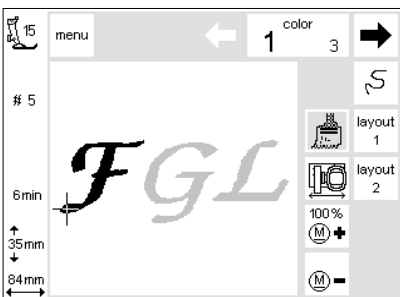 15
menu
color
1 3
# 5
layout
1
FGL
layout
2
6min
100%
M +
35mm
M -
84mm